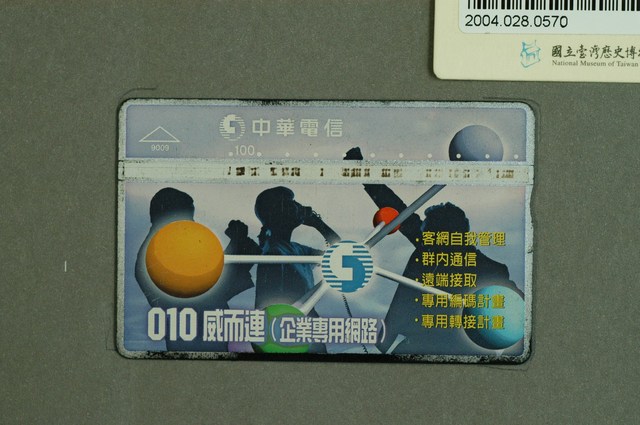 2004.028.0570
國立臺灣歷史博
National Museum of Taiwan
中華電信
9009
100
・客網自我管理
・群內通信
・遠端接取
・專用編碼計畫
・專用轉接計畫
010 威而連（企業專用網路）